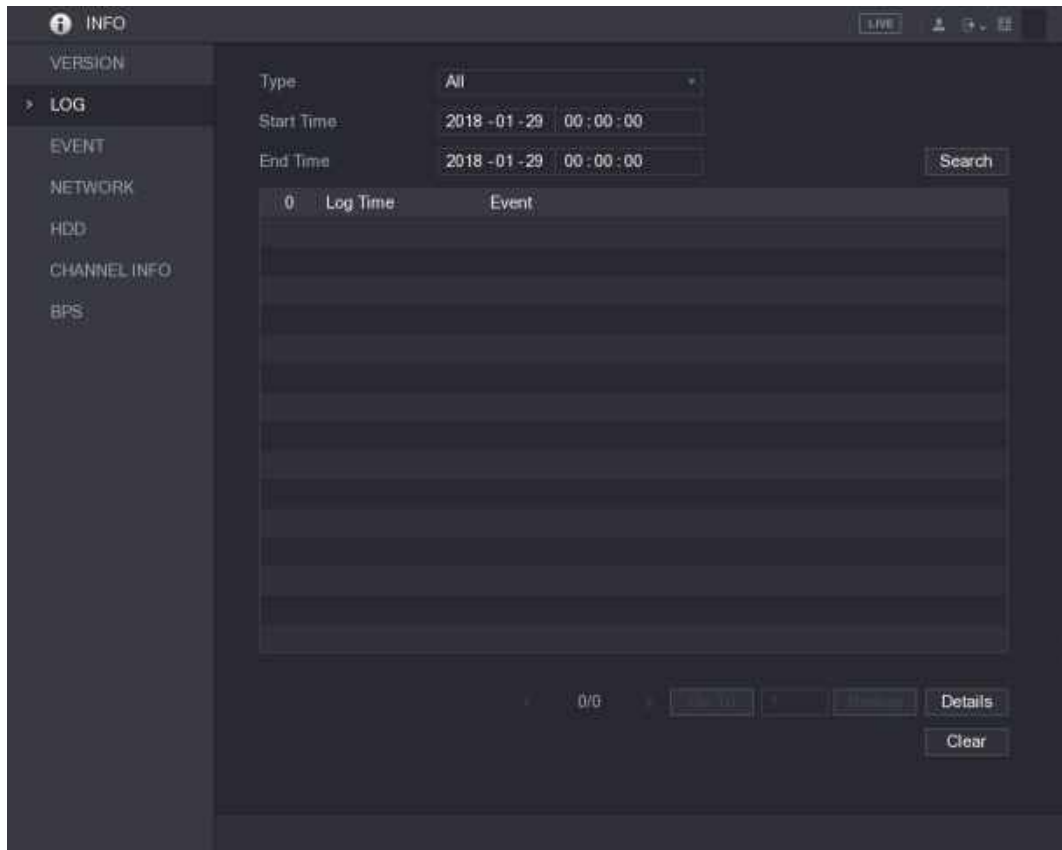 INFO
LIVE
VERSION
LOG
EVENT
NETWORK
HDD
CHANNEL INFO
BPS
Type All
Start Time 2018 - 01 - 29 00 : 00 : 00
End Time 2018 - 01 - 29 00 : 00 : 00
Search
0 Log Time Event
0/0
Details
Clear